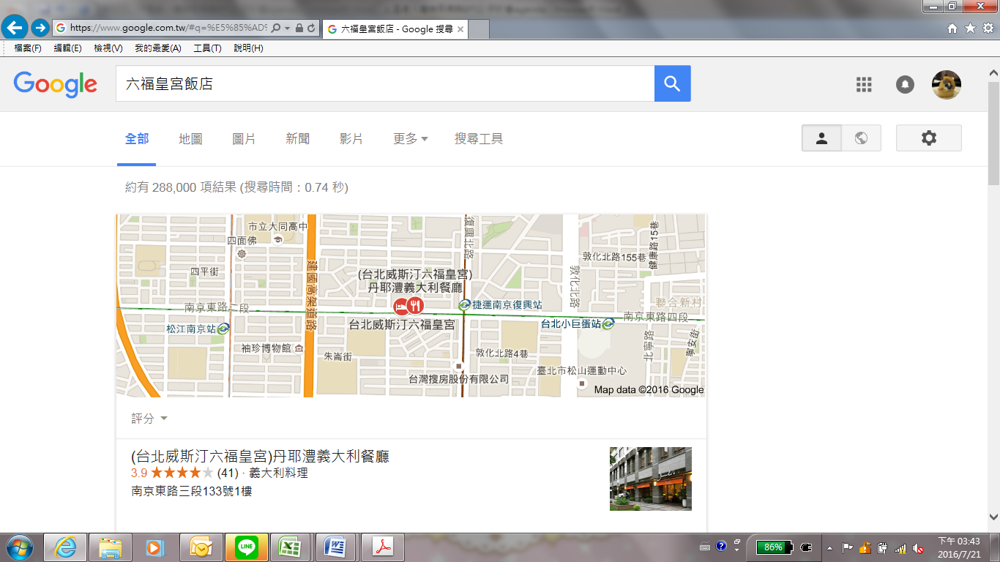 https://www.google.com.tw/#q=%E5%85%AD%
六福皇宮飯店 - Google 搜尋
檔案(F) 編輯(E) 檢視(V) 我的最愛(A) 工具(T) 說明(H)
Google
六福皇宮飯店
全部 地圖 圖片 新聞 影片 更多 搜尋工具
約有 288,000 項結果 (搜尋時間：0.74 秒)
市立大同高中
四面佛
四平街
建國高架道路
復興北路
(台北威斯汀六福皇宮)
丹耶澧義大利餐廳
敦化北路155巷
健康路15巷
敦化北路
南京東路二段
捷運南京復興站
聯合新村
松江南京站
台北威斯汀六福皇宮
台北小巨蛋站
南京東路四段
袖珍博物館
朱崙街
敦化北路4巷
北寧路
寧安街
臺北市松山運動中心
台灣搜房股份有限公司
Map data ©2016 Google
評分
(台北威斯汀六福皇宮)丹耶澧義大利餐廳
3.9 (41) · 義大利料理
南京東路三段133號1樓
LINE
86%
下午 03:43
2016/7/21